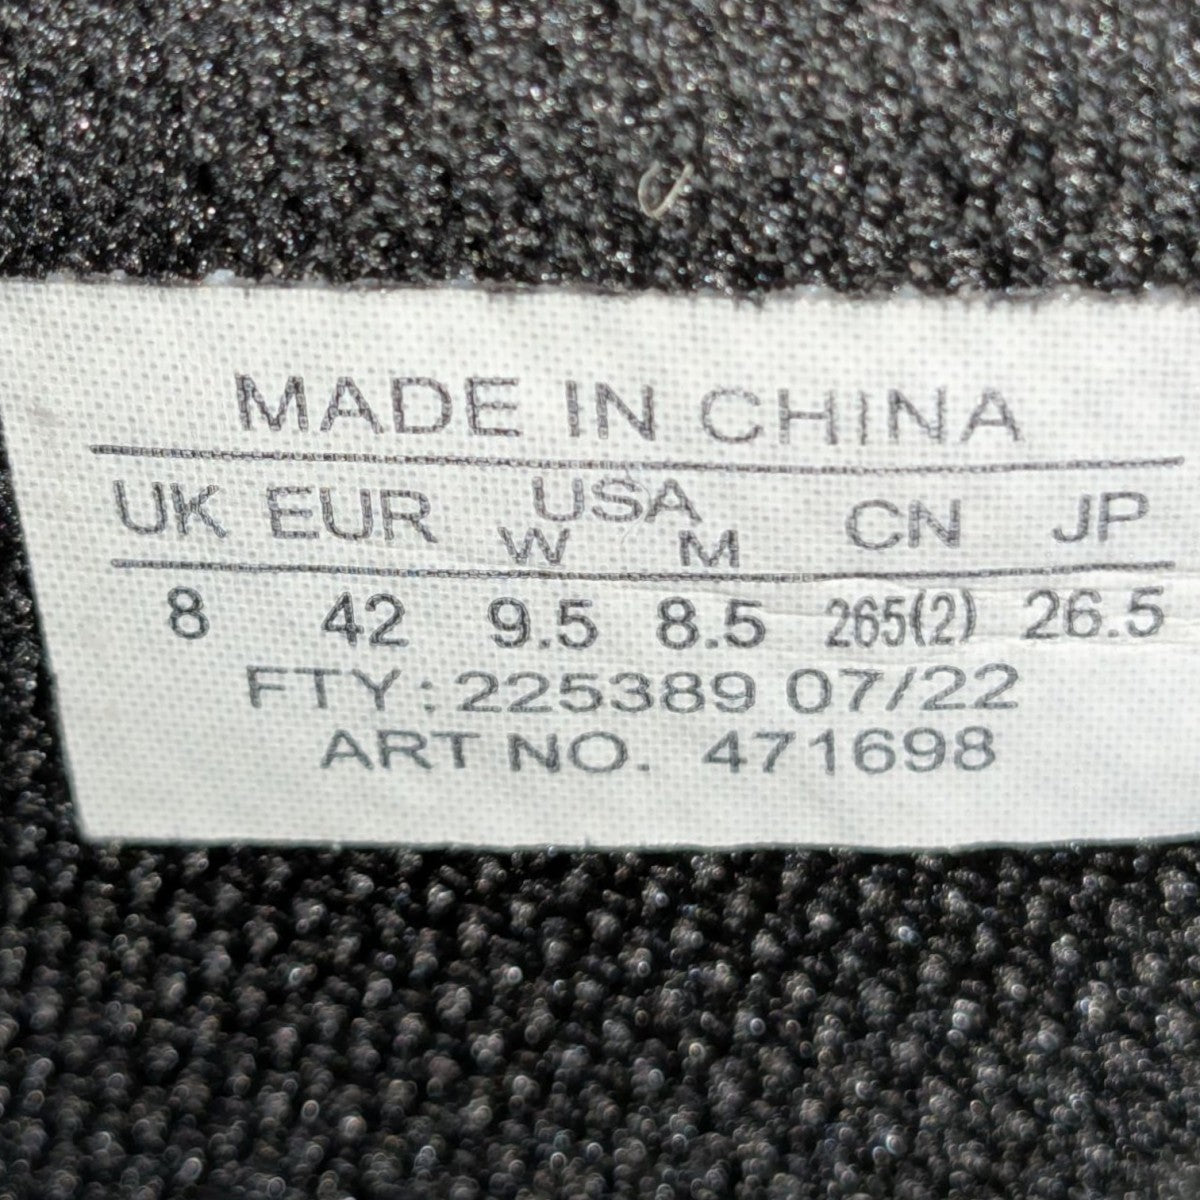 MADE IN CHINA
UK EUR USA CN JP
W M
8 42 9.5 8.5 265(2) 26.5
FTY: 225389 07/22
ART NO. 471698